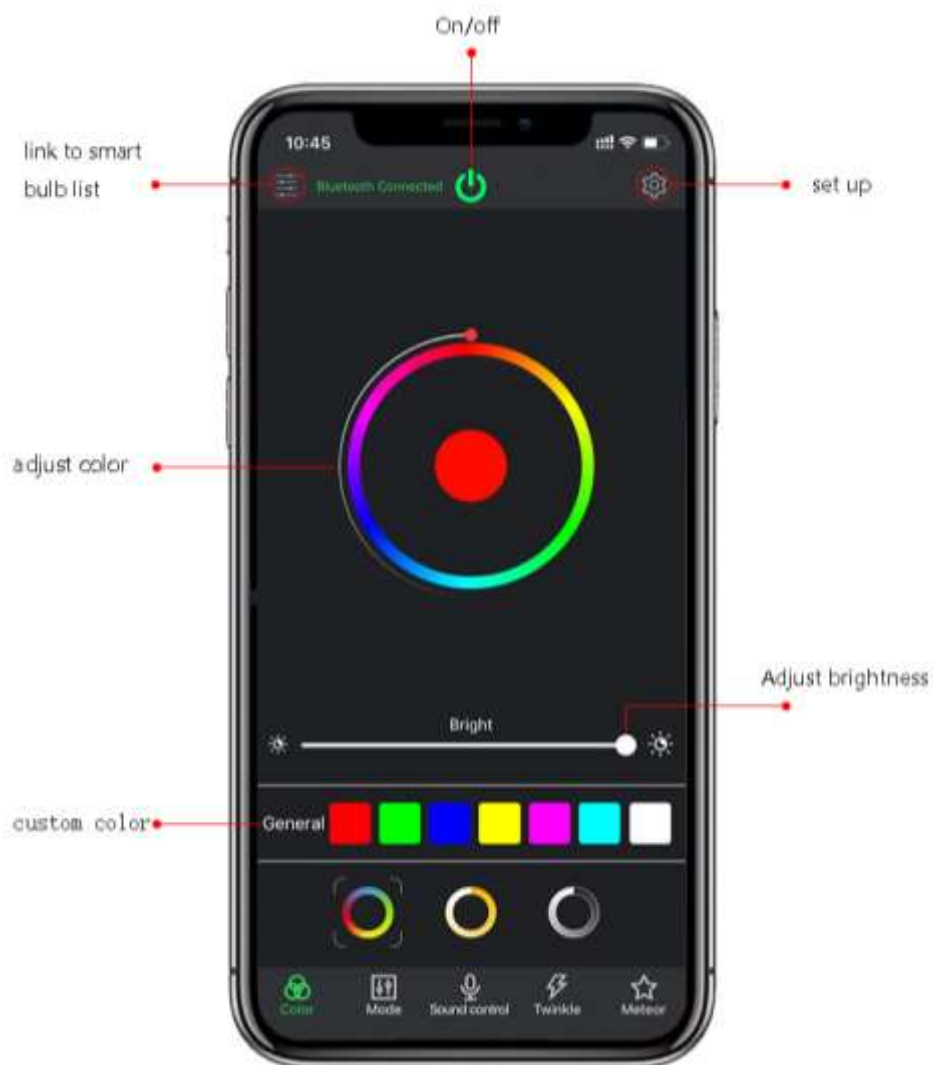 On/off
10:45
link to smart
bulb list
Bluetooth Connected
set up
adjust color
Adjust brightness
Bright
custom color
General
Color
Mode
Sound control
Twinkle
Meteor